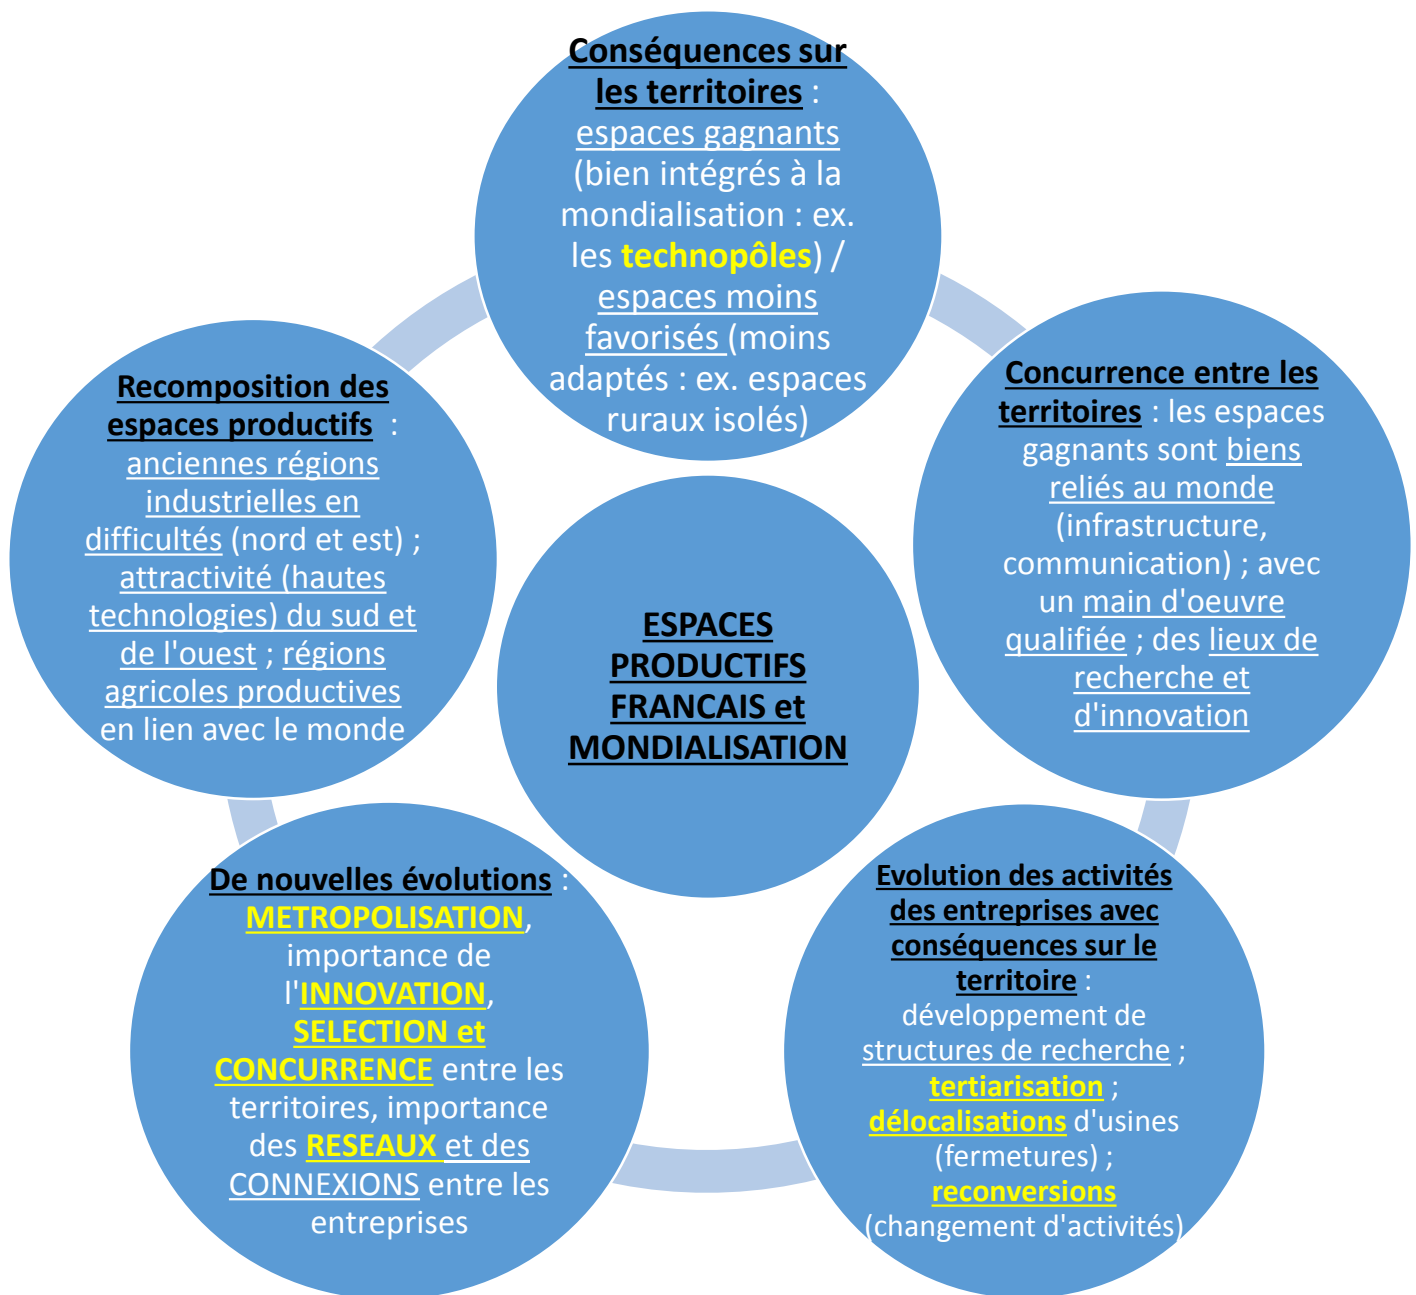 Conséquences sur
les territoires :
espaces gagnants
(bien intégrés à la
mondialisation : ex.
les technopôles) /
espaces moins
favorisés (moins
adaptés : ex. espaces
ruraux isolés)
Concurrence entre les
territoires : les espaces
gagnants sont biens
reliés au monde
(infrastructure,
communication) ; avec
un main d'oeuvre
qualifiée ; des lieux de
recherche et
d'innovation
Evolution des activités
des entreprises avec
conséquences sur le
territoire :
développement de
structures de recherche ;
tertiarisation ;
délocalisations d'usines
(fermetures) ;
reconversions
(changement d'activités)
De nouvelles évolutions :
METROPOLISATION,
importance de
l'INNOVATION,
SELECTION et
CONCURRENCE entre les
territoires, importance
des RESEAUX et des
CONNEXIONS entre les
entreprises
Recomposition des
espaces productifs :
anciennes régions
industrielles en
difficultés (nord et est) ;
attractivité (hautes
technologies) du sud et
de l'ouest ; régions
agricoles productives
en lien avec le monde
ESPACES
PRODUCTIFS
FRANCAIS et
MONDIALISATION